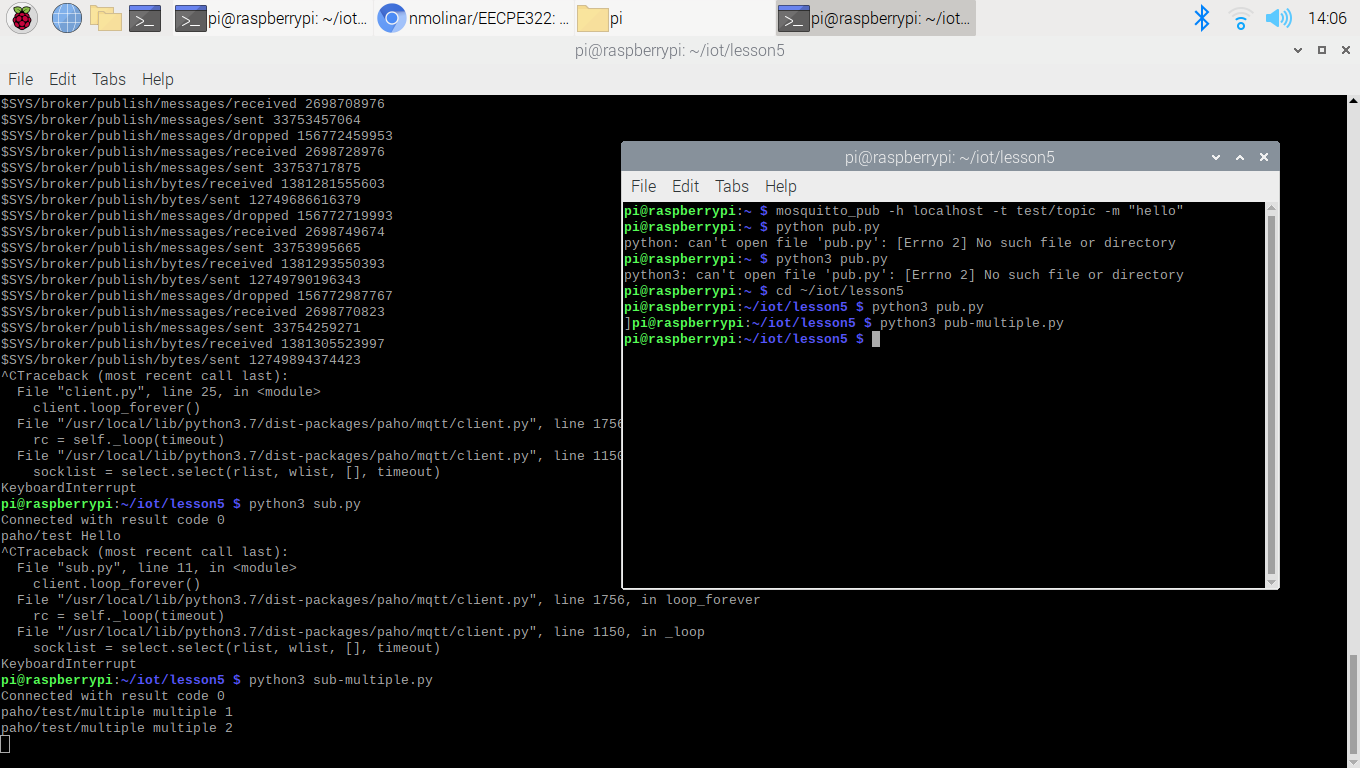 pi@raspberrypi: ~/iot...
nmolinar/EECPE322: ...
pi
pi@raspberrypi: ~/iot...
14:06
pi@raspberrypi: ~/iot/lesson5
File Edit Tabs Help
$SYS/broker/publish/messages/received 2698708976
$SYS/broker/publish/messages/sent 33753457064
$SYS/broker/publish/messages/dropped 156772459953
$SYS/broker/publish/messages/received 2698728976
$SYS/broker/publish/messages/sent 33753717875
$SYS/broker/publish/bytes/received 1381281555603
$SYS/broker/publish/bytes/sent 12749686616379
$SYS/broker/publish/messages/dropped 156772719993
$SYS/broker/publish/messages/received 2698749674
$SYS/broker/publish/messages/sent 33753995665
$SYS/broker/publish/bytes/received 1381293550393
$SYS/broker/publish/bytes/sent 12749790196343
$SYS/broker/publish/messages/dropped 156772987767
$SYS/broker/publish/messages/received 2698770823
$SYS/broker/publish/messages/sent 33754259271
$SYS/broker/publish/bytes/received 1381305523997
$SYS/broker/publish/bytes/sent 12749894374423
^CTraceback (most recent call last):
  File "client.py", line 25, in <module>
    client.loop_forever()
  File "/usr/local/lib/python3.7/dist-packages/paho/mqtt/client.py", line 1756
    rc = self._loop(timeout)
  File "/usr/local/lib/python3.7/dist-packages/paho/mqtt/client.py", line 1150
    socklist = select.select(rlist, wlist, [], timeout)
KeyboardInterrupt
pi@raspberrypi:~/iot/lesson5 $ python3 sub.py
Connected with result code 0
paho/test Hello
^CTraceback (most recent call last):
  File "sub.py", line 11, in <module>
    client.loop_forever()
  File "/usr/local/lib/python3.7/dist-packages/paho/mqtt/client.py", line 1756, in loop_forever
    rc = self._loop(timeout)
  File "/usr/local/lib/python3.7/dist-packages/paho/mqtt/client.py", line 1150, in _loop
    socklist = select.select(rlist, wlist, [], timeout)
KeyboardInterrupt
pi@raspberrypi:~/iot/lesson5 $ python3 sub-multiple.py
Connected with result code 0
paho/test/multiple multiple 1
paho/test/multiple multiple 2
pi@raspberrypi: ~/iot/lesson5
File Edit Tabs Help
pi@raspberrypi:~ $ mosquitto_pub -h localhost -t test/topic -m "hello"
pi@raspberrypi:~ $ python pub.py
python: can't open file 'pub.py': [Errno 2] No such file or directory
pi@raspberrypi:~ $ python3 pub.py
python3: can't open file 'pub.py': [Errno 2] No such file or directory
pi@raspberrypi:~ $ cd ~/iot/lesson5
pi@raspberrypi:~/iot/lesson5 $ python3 pub.py
]pi@raspberrypi:~/iot/lesson5 $ python3 pub-multiple.py
pi@raspberrypi:~/iot/lesson5 $